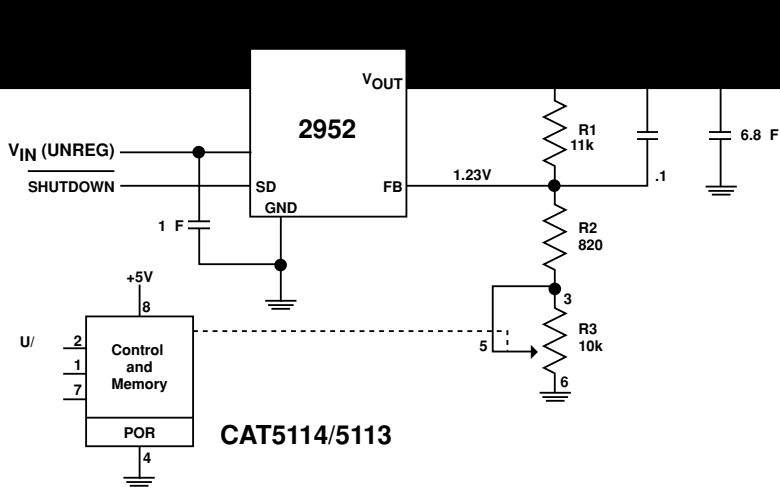 VOUT
2952
VIN (UNREG)
SHUTDOWN
SD
FB
GND
1.23V
R1
11k
.1
6.8 F
1 F
R2
820
+5V
8
3
U/
2
1
7
Control
and
Memory
5
R3
10k
6
POR
4
CAT5114/5113